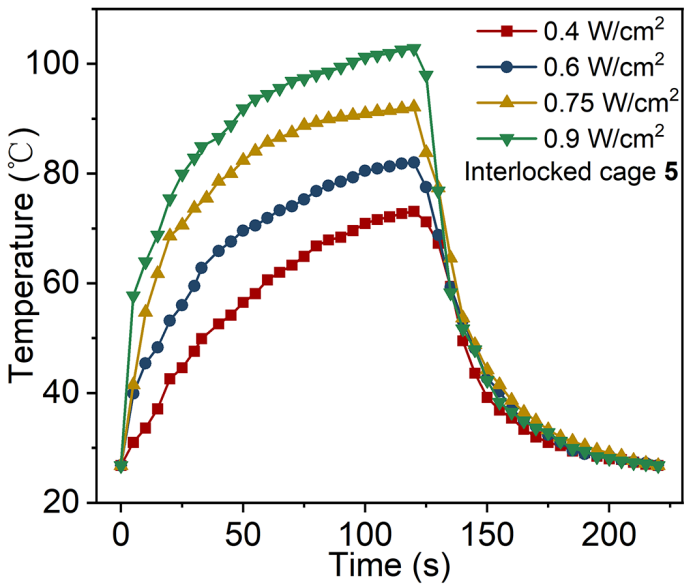 0.4 W/cm²
0.6 W/cm²
0.75 W/cm²
0.9 W/cm²
Interlocked cage 5
Temperature (℃)
100
80
60
40
20
0
50
100
150
200
Time (s)